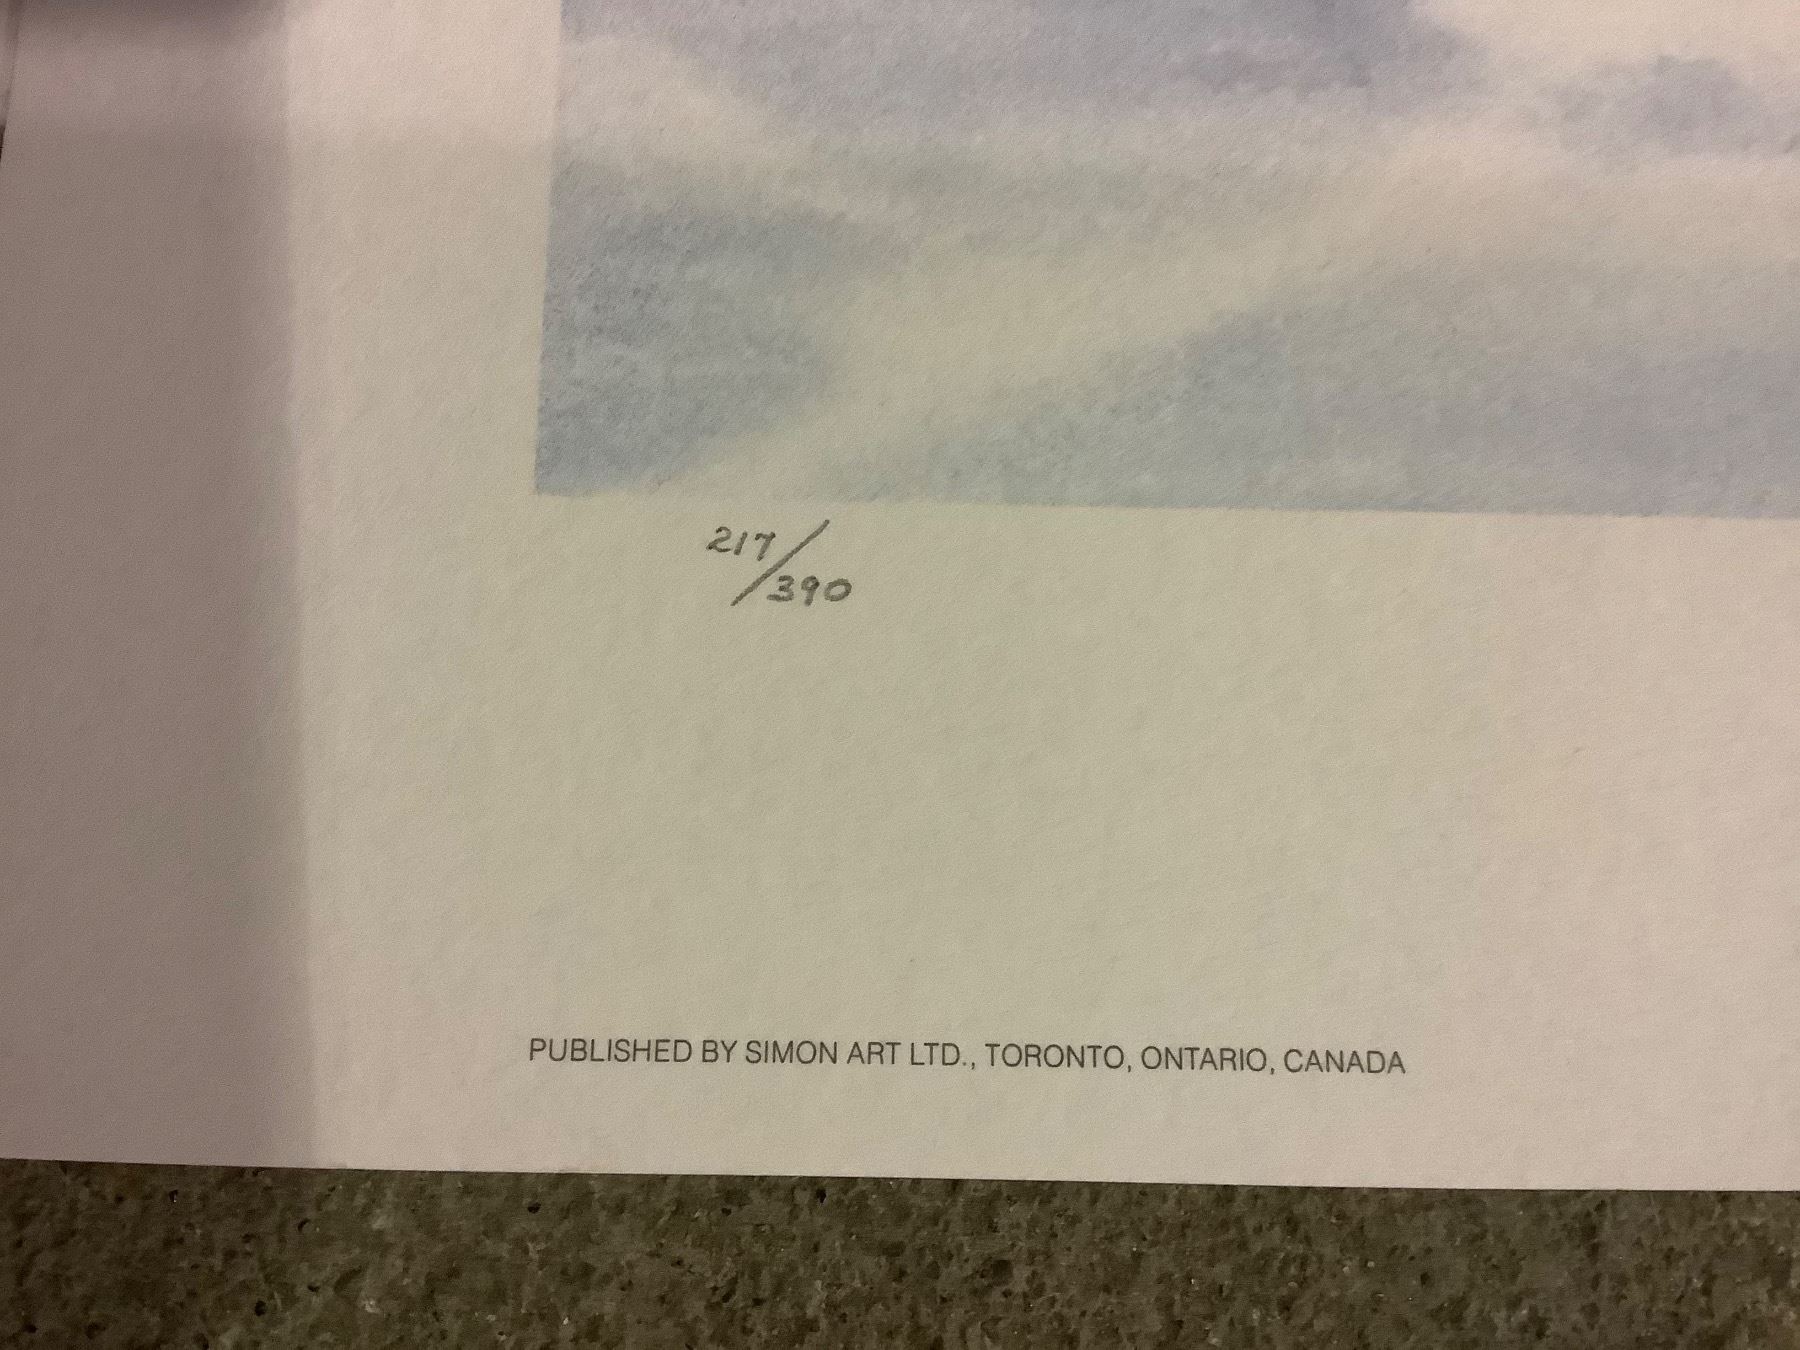 217/390
PUBLISHED BY SIMON ART LTD., TORONTO, ONTARIO, CANADA